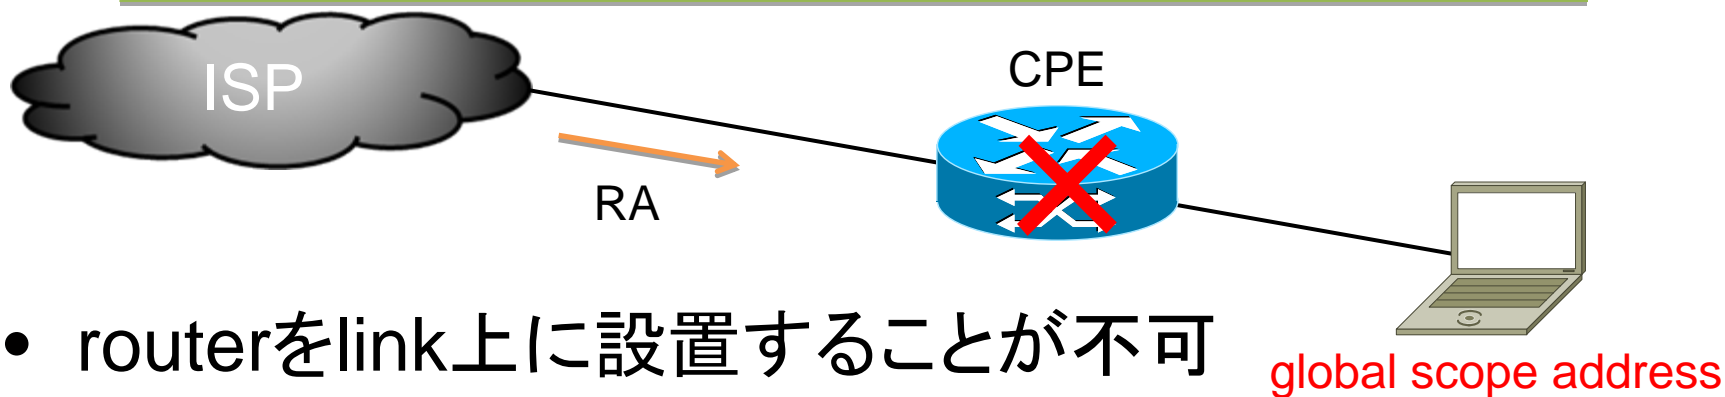 ISP
CPE
RA
• routerをlink上に設置することが不可
global scope address